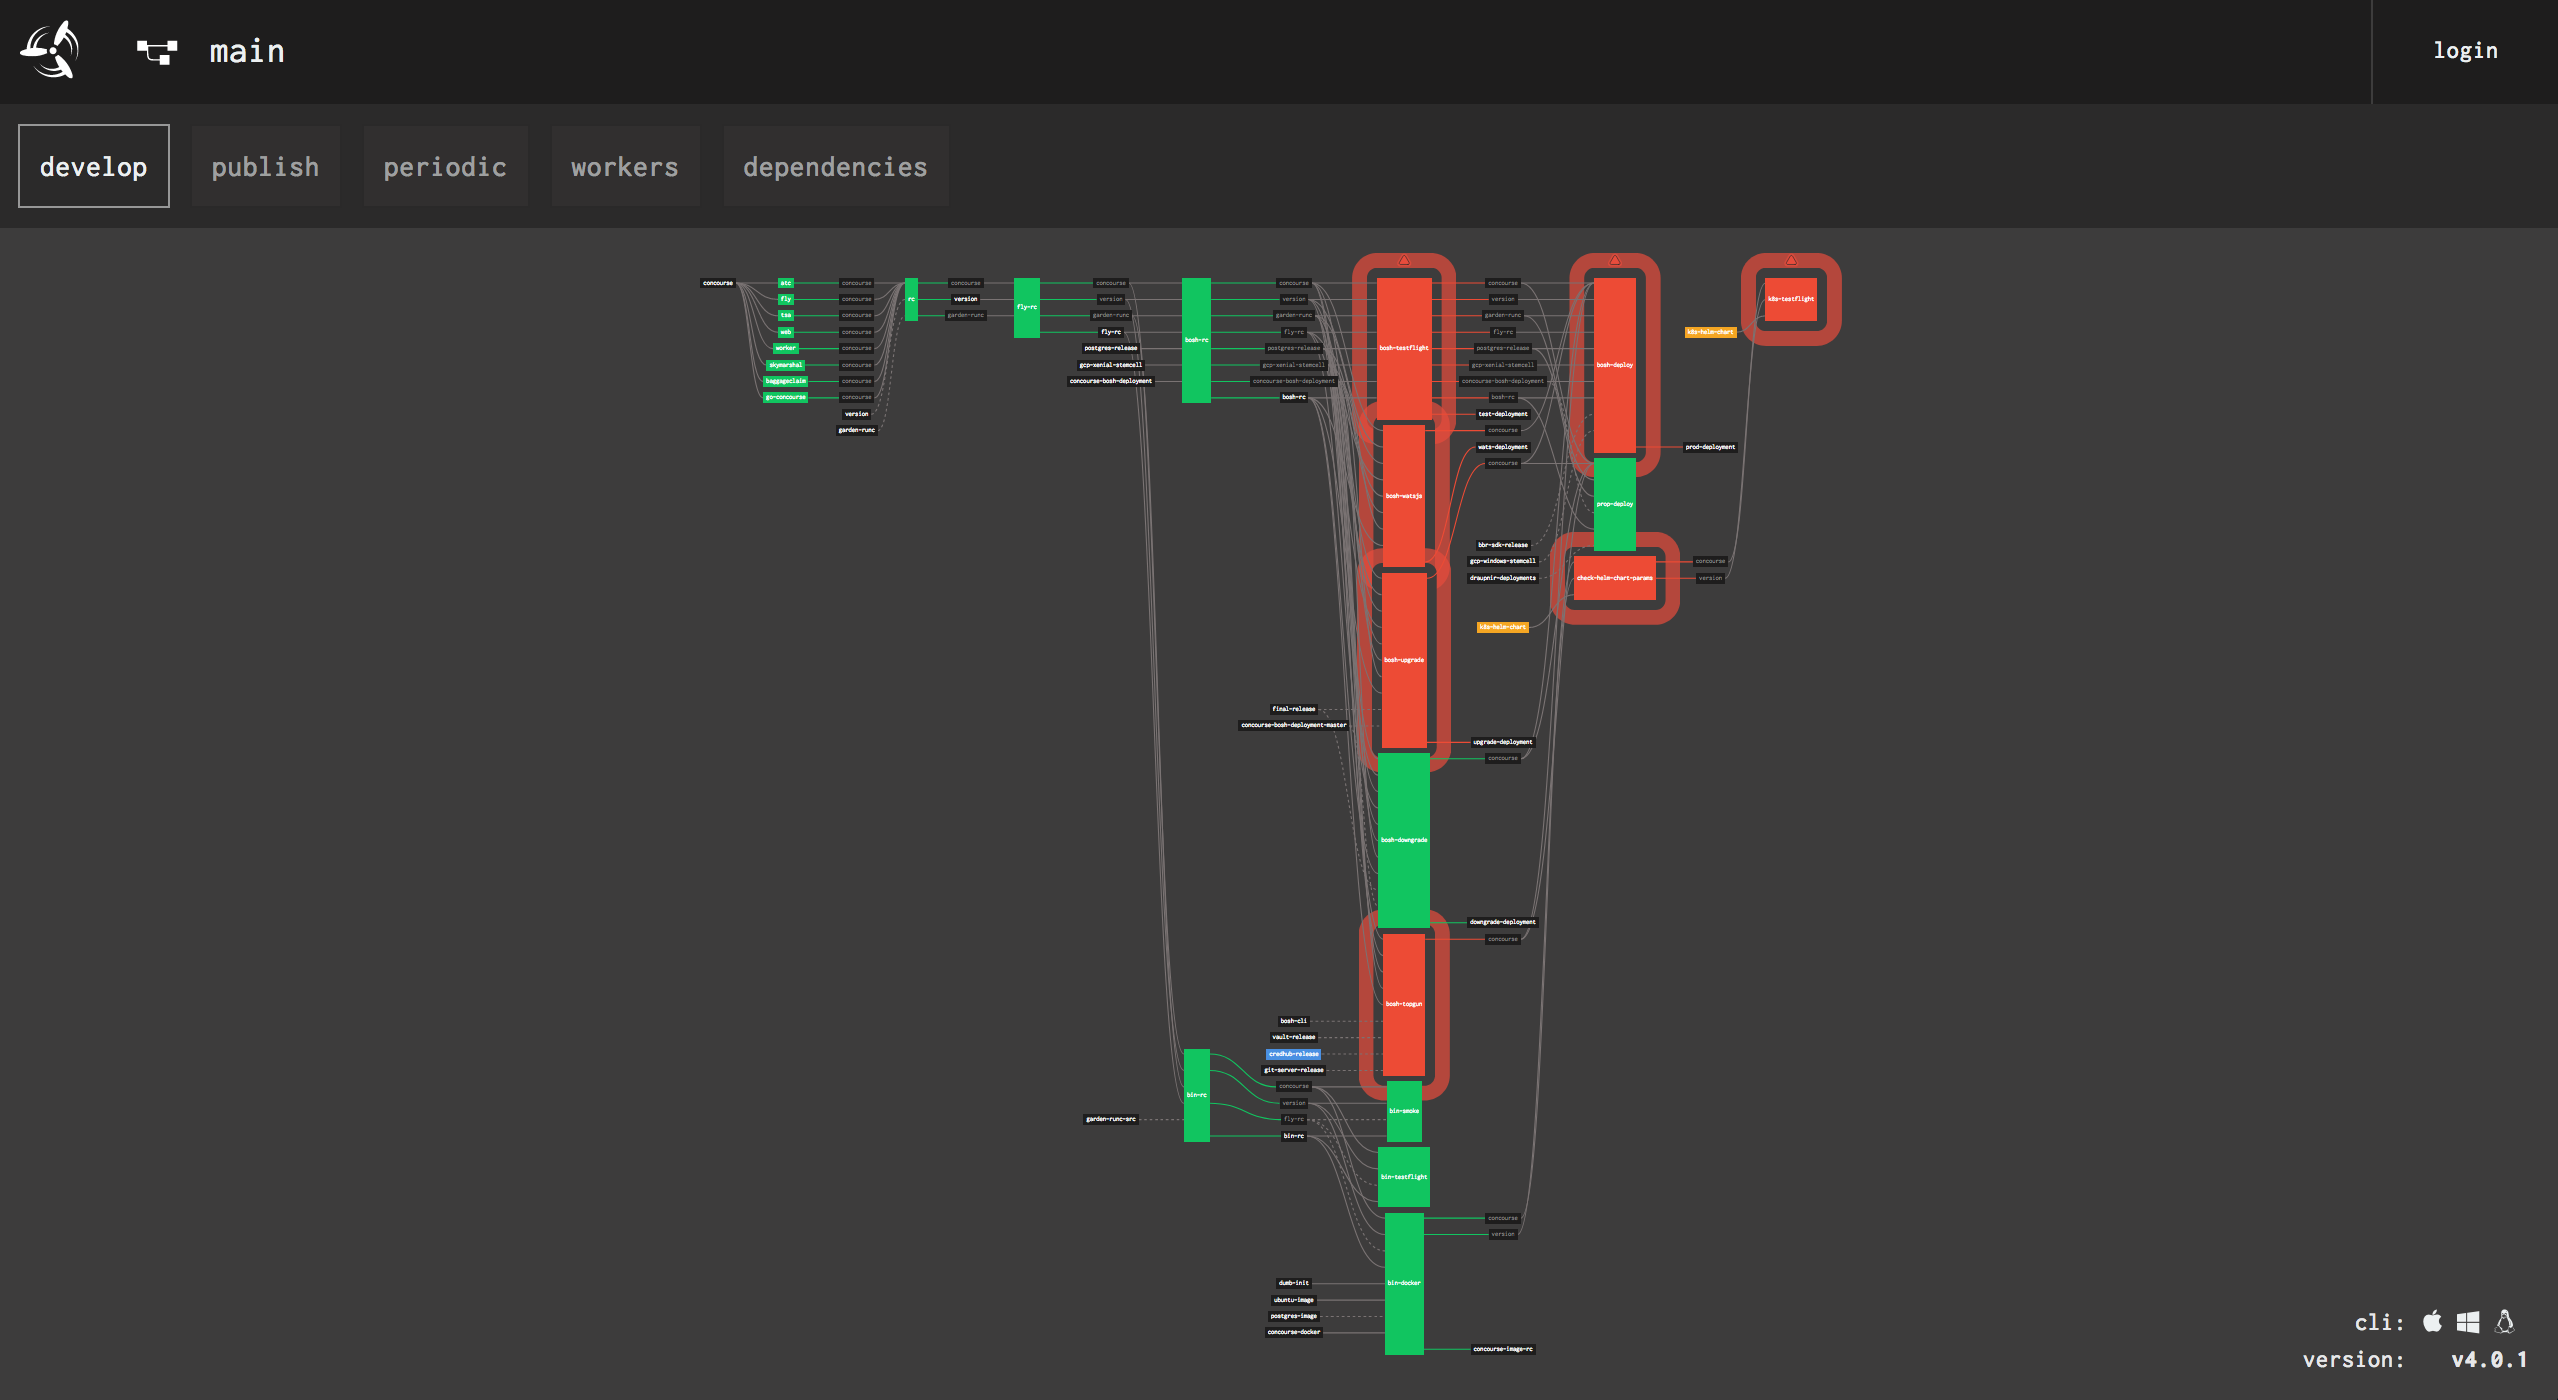 main
login
develop
publish
periodic
workers
dependencies
concourse
atc
fly
tsa
web
worker
skymarshal
baggageclaim
go-concourse
concourse
concourse
concourse
concourse
concourse
concourse
concourse
concourse
version
garden-runc
rc
concourse
version
garden-runc
fly-rc
concourse
version
garden-runc
fly-rc
postgres-release
gcp-xenial-stemcell
concourse-bosh-deployment
garden-runc-src
bosh-rc
bin-rc
concourse
version
garden-runc
fly-rc
postgres-release
gcp-xenial-stemcell
concourse-bosh-deployment
bosh-rc
final-release
concourse-bosh-deployment-master
bosh-cli
vault-release
credhub-release
git-server-release
concourse
version
fly-rc
bin-rc
dumb-init
ubuntu-image
postgres-image
concourse-docker
bosh-testflight
bosh-watsjs
bosh-upgrade
bosh-downgrade
bosh-topgun
bin-smoke
bin-testflight
bin-docker
concourse
version
garden-runc
fly-rc
postgres-release
gcp-xenial-stemcell
concourse-bosh-deployment
bosh-rc
test-deployment
concourse
wats-deployment
concourse
bbr-sdk-release
gcp-windows-stemcell
draupnir-deployments
k8s-helm-chart
upgrade-deployment
concourse
downgrade-deployment
concourse
concourse
version
concourse-image-rc
bosh-deploy
prop-deploy
check-helm-chart-params
k8s-helm-chart
prod-deployment
concourse
version
k8s-testflight
cli:
version: v4.0.1